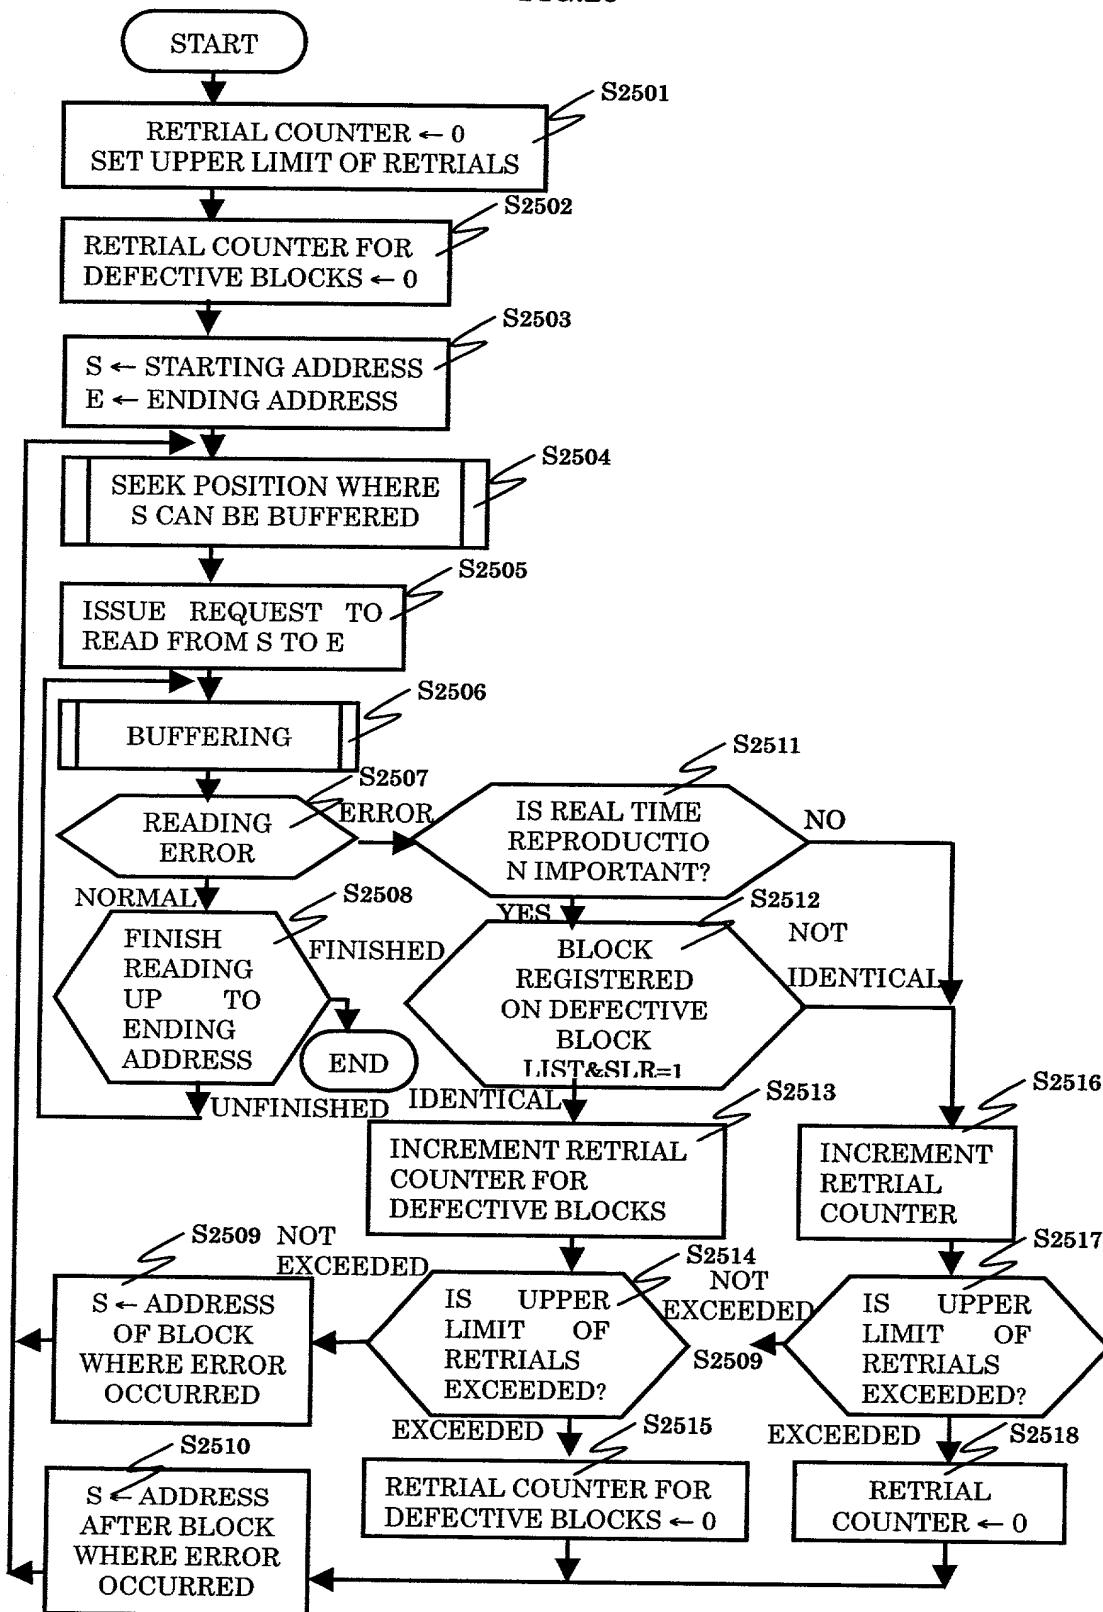 START
S2501
RETRIAL COUNTER ← 0
SET UPPER LIMIT OF RETRIALS
S2502
RETRIAL COUNTER FOR
DEFECTIVE BLOCKS ← 0
S2503
S ← STARTING ADDRESS
E ← ENDING ADDRESS
S2504
SEEK POSITION WHERE
S CAN BE BUFFERED
S2505
ISSUE REQUEST TO
READ FROM S TO E
S2506
BUFFERING
S2507
READING
ERROR
ERROR
NORMAL
S2511
IS REAL TIME
REPRODUCTIO
N IMPORTANT?
NO
YES
S2508
FINISH
READING
UP TO
ENDING
ADDRESS
FINISHED
END
UNFINISHED
S2512
BLOCK
REGISTERED
ON DEFECTIVE
BLOCK
LIST&SLR=1
NOT
IDENTICAL
IDENTICAL
S2513
INCREMENT RETRIAL
COUNTER FOR
DEFECTIVE BLOCKS
S2516
INCREMENT
RETRIAL
COUNTER
S2509
NOT
EXCEEDED
S ← ADDRESS
OF BLOCK
WHERE ERROR
OCCURRED
S2514
IS UPPER
LIMIT OF
RETRIALS
EXCEEDED?
NOT
EXCEEDED
S2509
S2517
IS UPPER
LIMIT OF
RETRIALS
EXCEEDED?
EXCEEDED
EXCEEDED
S2510
S ← ADDRESS
AFTER BLOCK
WHERE ERROR
OCCURRED
S2515
RETRIAL COUNTER FOR
DEFECTIVE BLOCKS ← 0
S2518
RETRIAL
COUNTER ← 0